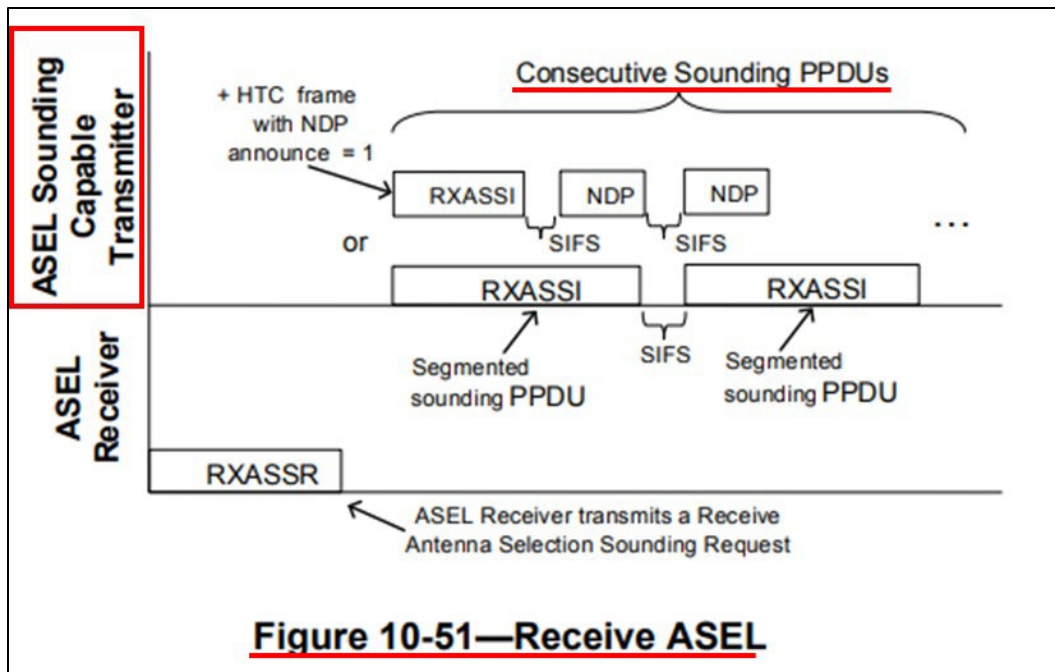 ASEL Sounding
Capable
Transmitter
Consecutive Sounding PPDUs
+ HTC frame
with NDP
announce = 1
RXASSI
NDP
NDP
SIFS
SIFS
...
or
RXASSI
RXASSI
SIFS
Segmented
sounding PPDU
Segmented
sounding PPDU
ASEL
Receiver
RXASSR
ASEL Receiver transmits a Receive
Antenna Selection Sounding Request
Figure 10-51—Receive ASEL